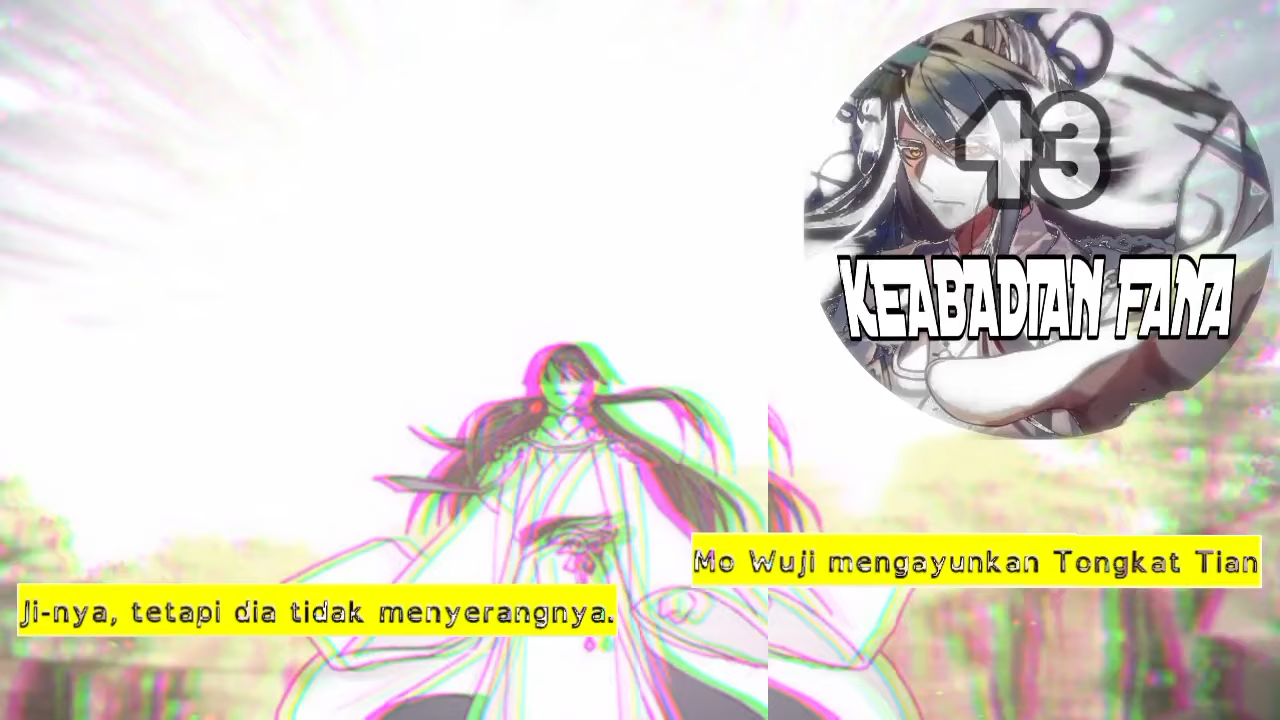 43
KEABADIAN FANA
Mo Wuji mengayunkan Tongkat Tian
Ji-nya, tetapi dia tidak menyerangnya.